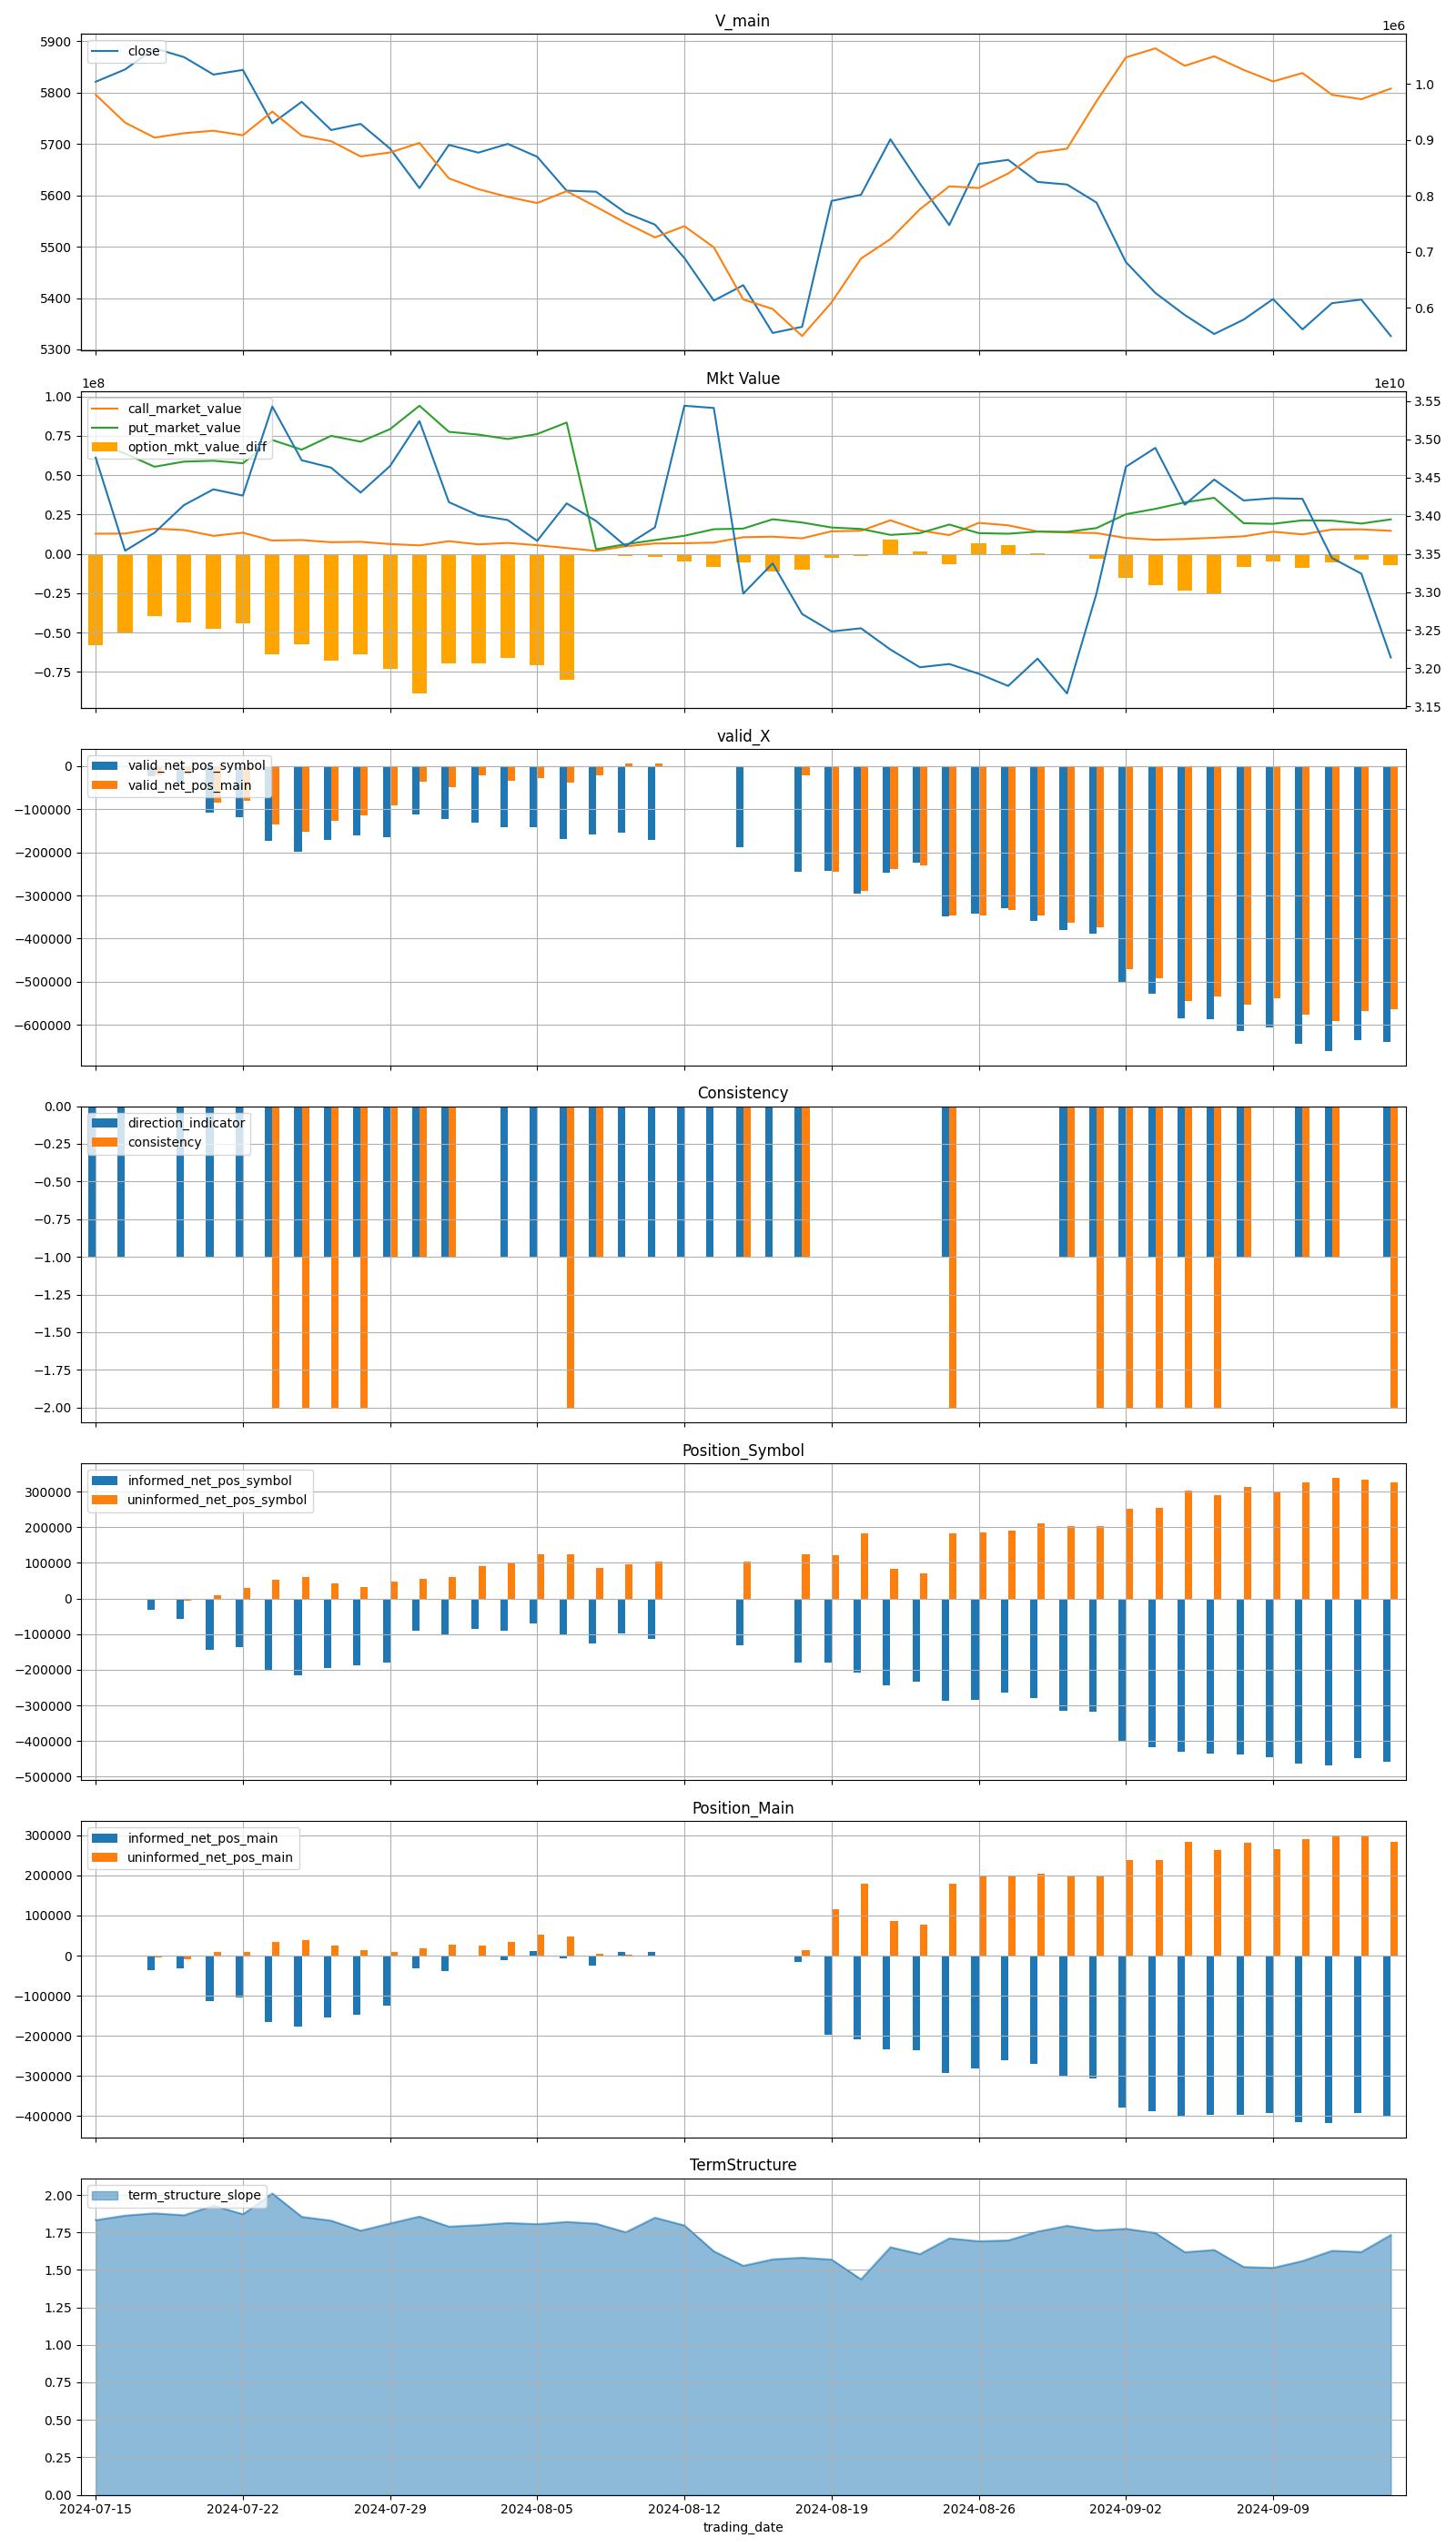 V_main
1e6
5900
close
5800
1.0
5700
0.9
5600
0.8
5500
0.7
5400
0.6
5300
Mkt Value
1e8
1e10
1.00
call_market_value
3.55
0.75
put_market_value
3.50
option_mkt_value_diff
0.50
3.45
0.25
3.40
0.00
3.35
−0.25
3.30
−0.50
3.25
−0.75
3.20
3.15
valid_X
0
valid_net_pos_symbol
valid_net_pos_main
−100000
−200000
−300000
−400000
−500000
−600000
Consistency
0.00
direction_indicator
−0.25
consistency
−0.50
−0.75
−1.00
−1.25
−1.50
−1.75
−2.00
Position_Symbol
informed_net_pos_symbol
300000
uninformed_net_pos_symbol
200000
100000
0
−100000
−200000
−300000
−400000
−500000
Position_Main
300000
informed_net_pos_main
uninformed_net_pos_main
200000
100000
0
−100000
−200000
−300000
−400000
TermStructure
2.00
term_structure_slope
1.75
1.50
1.25
1.00
0.75
0.50
0.25
0.00
2024-07-15 2024-07-22 2024-07-29 2024-08-05 2024-08-12 2024-08-19 2024-08-26 2024-09-02 2024-09-09
trading_date